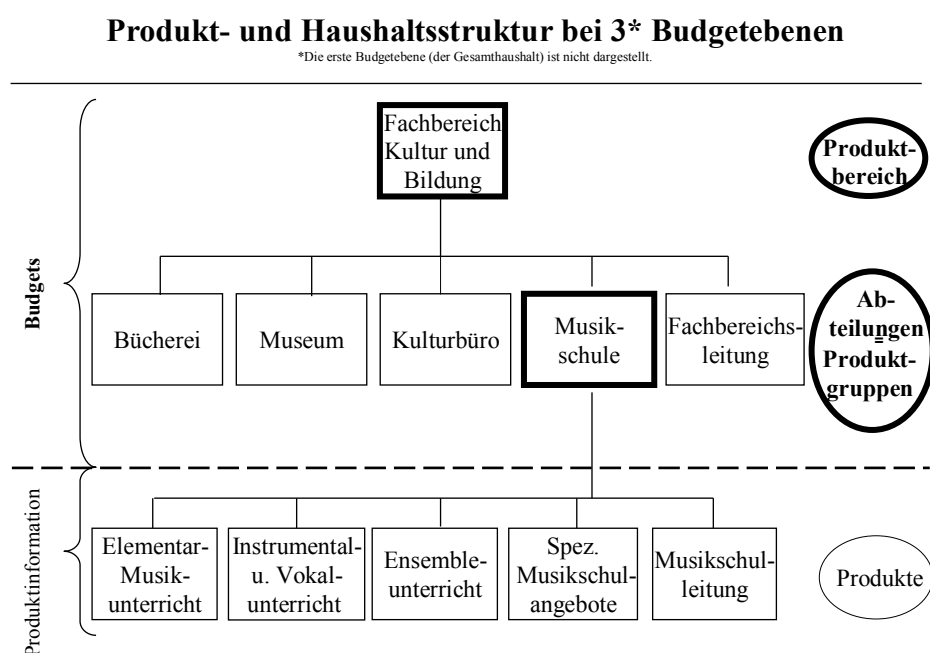 Produkt- und Haushaltsstruktur bei 3* Budgetebenen
*Die erste Budgetebene (der Gesamthaushalt) ist nicht dargestellt.
Fachbereich
Kultur und
Bildung
Produkt-
bereich
Budgets
Bücherei
Museum
Kulturbüro
Musik-
schule
Fachbereichs-
leitung
Ab-
teilungen
=
Produkt-
gruppen
Produktinformation
Elementar-
Musik-
unterricht
Instrumental-
u. Vokal-
unterricht
Ensemble-
unterricht
Spez.
Musikschul-
angebote
Musikschul-
leitung
Produkte